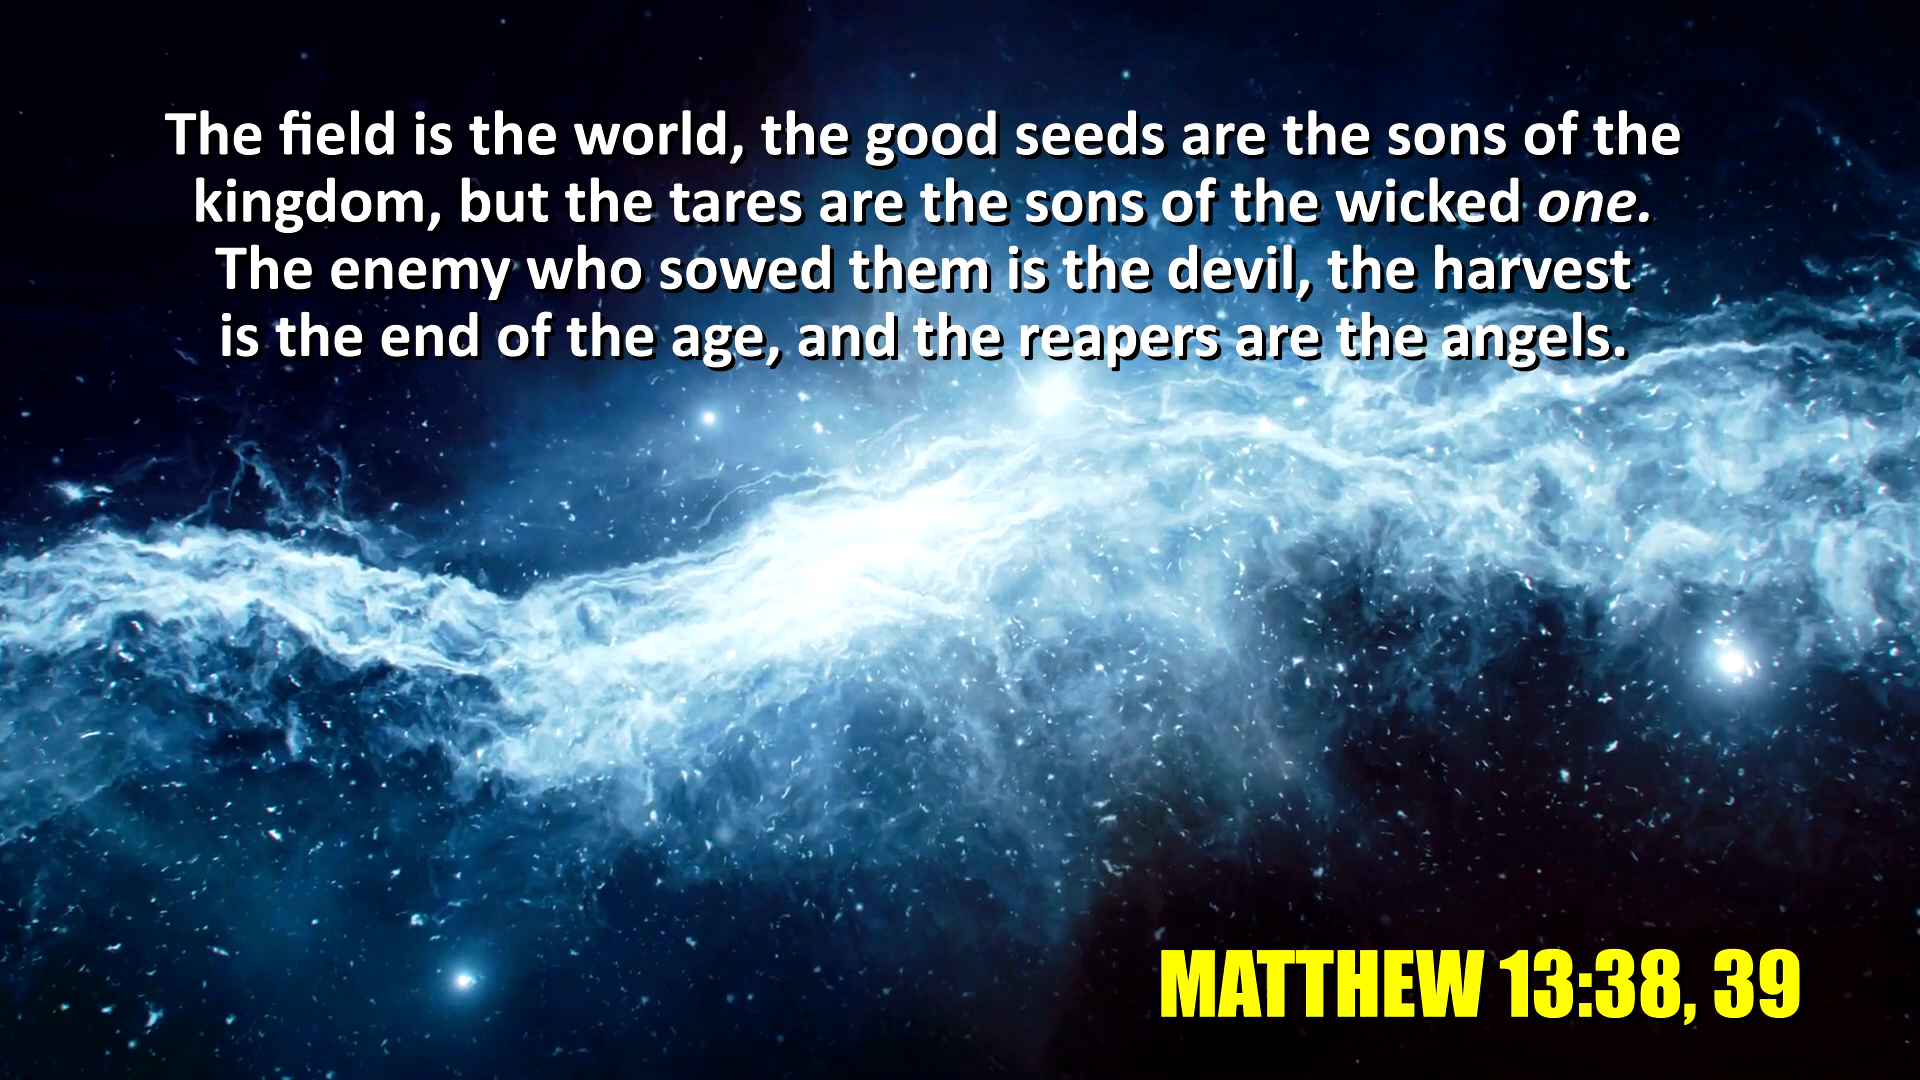 The field is the world, the good seeds are the sons of the
kingdom, but the tares are the sons of the wicked one.
The enemy who sowed them is the devil, the harvest
is the end of the age, and the reapers are the angels.
MATTHEW 13:38, 39